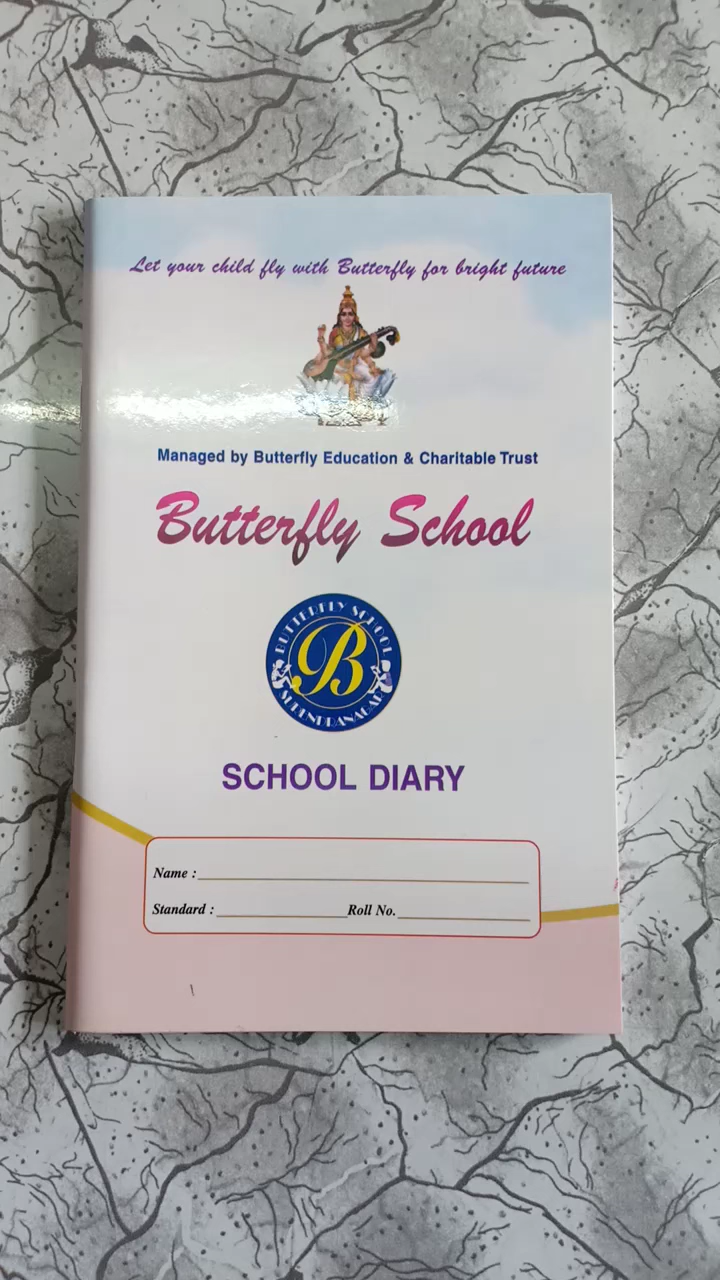 Let your child fly with Butterfly for bright future
Managed by Butterfly Education & Charitable Trust
Butterfly School
BUTTERFLY SCHOOL
B
SURENDRANAGAR
SCHOOL DIARY
Name :
Standard : Roll No.